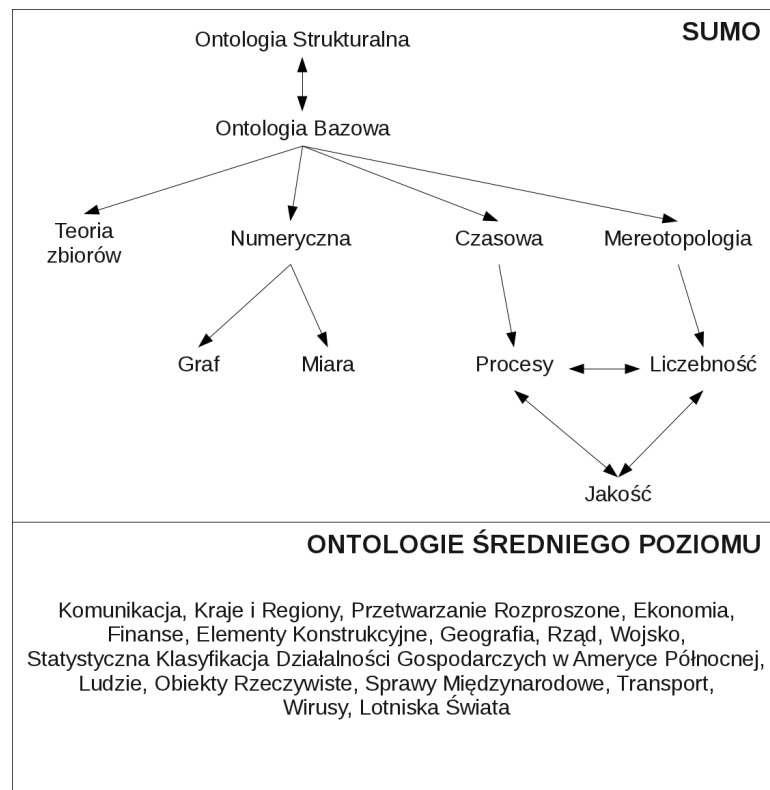 SUMO
Ontologia Strukturalna
Ontologia Bazowa
Teoria
zbiorów
Numeryczna
Czasowa
Mereotopologia
Graf
Miara
Procesy
Liczebność
Jakość
ONTOLOGIE ŚREDNIEGO POZIOMU
Komunikacja, Kraje i Regiony, Przetwarzanie Rozproszone, Ekonomia,
Finanse, Elementy Konstrukcyjne, Geografia, Rząd, Wojsko,
Statystyczna Klasyfikacja Działalności Gospodarczych w Ameryce Północnej,
Ludzie, Obiekty Rzeczywiste, Sprawy Międzynarodowe, Transport,
Wirusy, Lotniska Świata